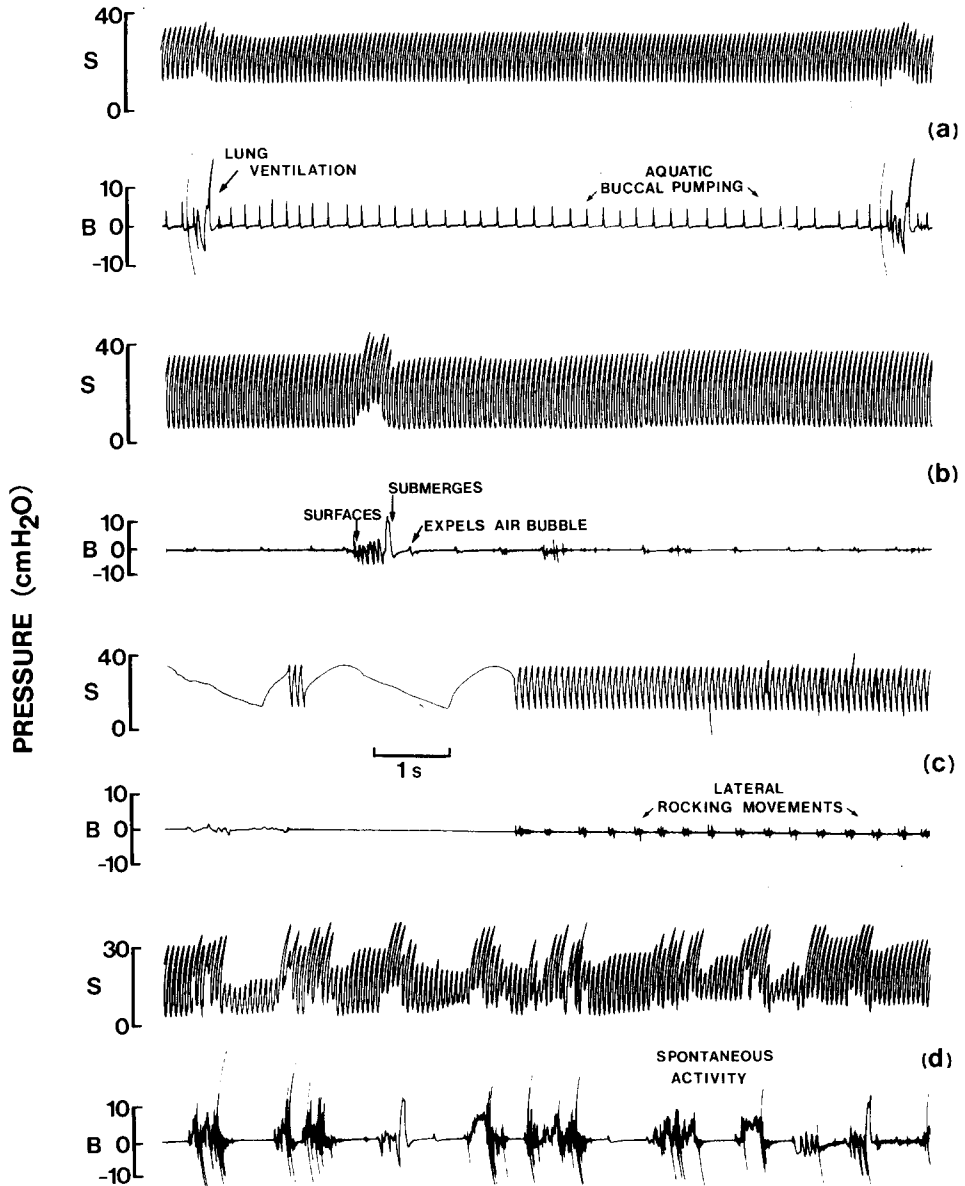 PRESSURE (cmH2O)
40
S
0
(a)
LUNG
VENTILATION
AQUATIC
BUCCAL PUMPING
10
B 0
-10
40
S
0
(b)
SURFACES
SUBMERGES
EXPELS AIR BUBBLE
10
B 0
-10
40
S
0
1 s
(c)
LATERAL
ROCKING MOVEMENTS
10
B 0
-10
30
S
0
(d)
SPONTANEOUS
ACTIVITY
10
B 0
-10